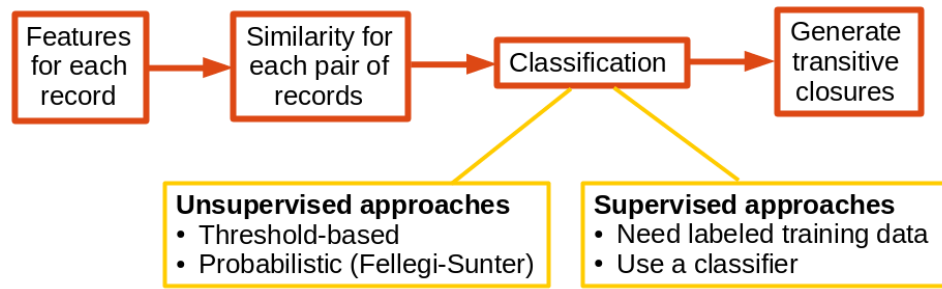 Features
for each
record
Similarity for
each pair of
records
Classification
Generate
transitive
closures
Unsupervised approaches
• Threshold-based
• Probabilistic (Fellegi-Sunter)
Supervised approaches
• Need labeled training data
• Use a classifier